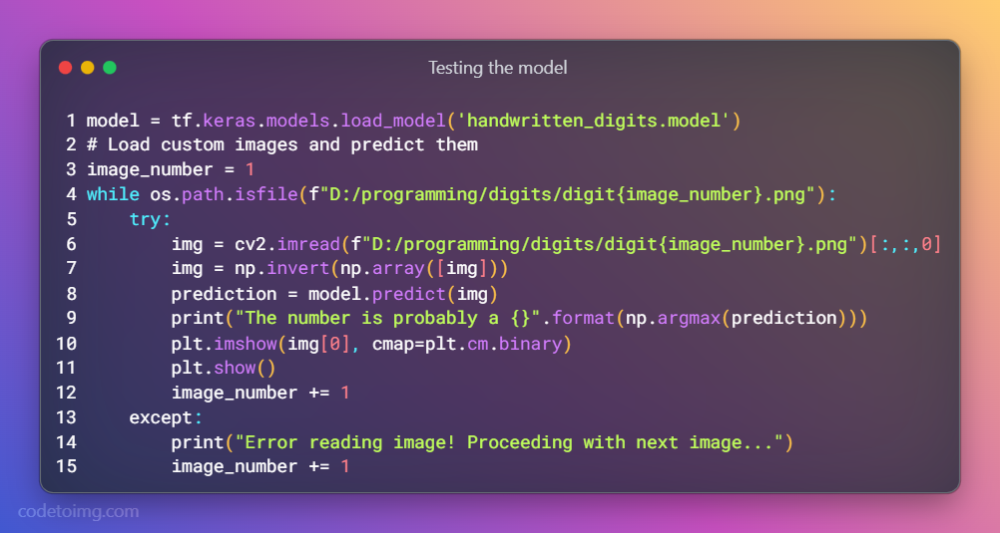 Testing the model
1 model = tf.keras.models.load_model('handwritten_digits.model')
2 # Load custom images and predict them
3 image_number = 1
4 while os.path.isfile(f"D:/programming/digits/digit{image_number}.png"):
5     try:
6         img = cv2.imread(f"D:/programming/digits/digit{image_number}.png")[:,:,0]
7         img = np.invert(np.array([img]))
8         prediction = model.predict(img)
9         print("The number is probably a {}".format(np.argmax(prediction)))
10         plt.imshow(img[0], cmap=plt.cm.binary)
11         plt.show()
12         image_number += 1
13     except:
14         print("Error reading image! Proceeding with next image...")
15         image_number += 1
codetoimg.com